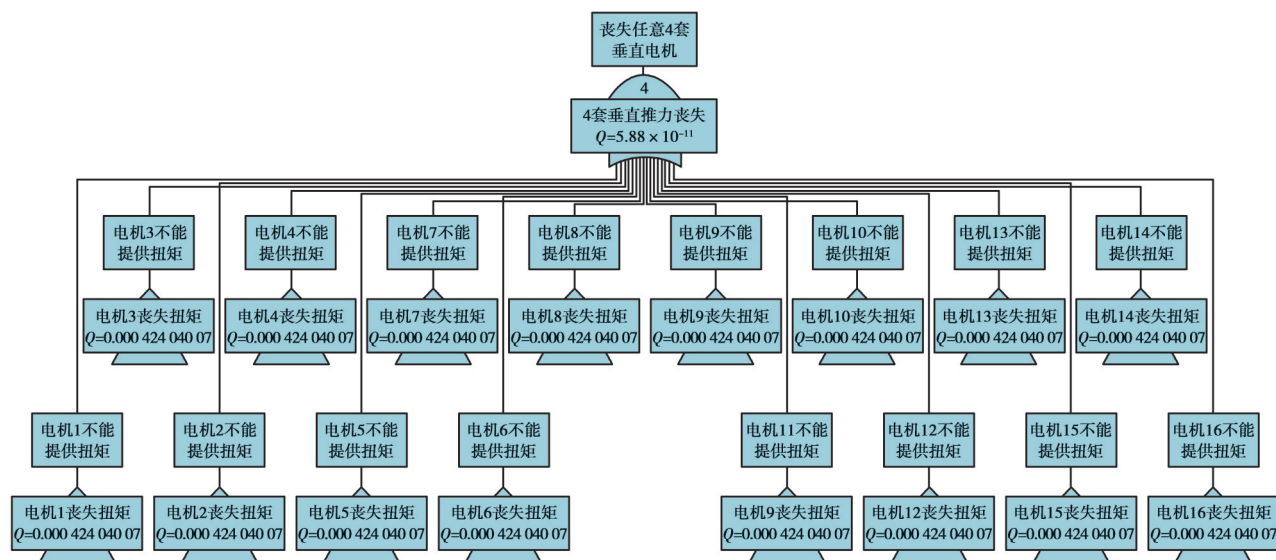 丧失任意4套
垂直电机
4
4套垂直推力丧失
Q=5.88 × 10⁻¹¹
电机3不能
提供扭矩
电机4不能
提供扭矩
电机7不能
提供扭矩
电机8不能
提供扭矩
电机9不能
提供扭矩
电机10不能
提供扭矩
电机13不能
提供扭矩
电机14不能
提供扭矩
电机3丧失扭矩
Q=0.000 424 040 07
电机4丧失扭矩
Q=0.000 424 040 07
电机7丧失扭矩
Q=0.000 424 040 07
电机8丧失扭矩
Q=0.000 424 040 07
电机9丧失扭矩
Q=0.000 424 040 07
电机10丧失扭矩
Q=0.000 424 040 07
电机13丧失扭矩
Q=0.000 424 040 07
电机14丧失扭矩
Q=0.000 424 040 07
电机1不能
提供扭矩
电机2不能
提供扭矩
电机5不能
提供扭矩
电机6不能
提供扭矩
电机11不能
提供扭矩
电机12不能
提供扭矩
电机15不能
提供扭矩
电机16不能
提供扭矩
电机1丧失扭矩
Q=0.000 424 040 07
电机2丧失扭矩
Q=0.000 424 040 07
电机5丧失扭矩
Q=0.000 424 040 07
电机6丧失扭矩
Q=0.000 424 040 07
电机9丧失扭矩
Q=0.000 424 040 07
电机12丧失扭矩
Q=0.000 424 040 07
电机15丧失扭矩
Q=0.000 424 040 07
电机16丧失扭矩
Q=0.000 424 040 07